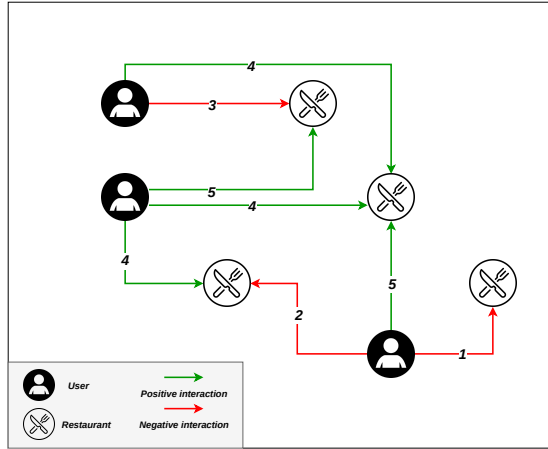 4
3
5
4
4
5
2
1
User
Positive interaction
Restaurant
Negative interaction